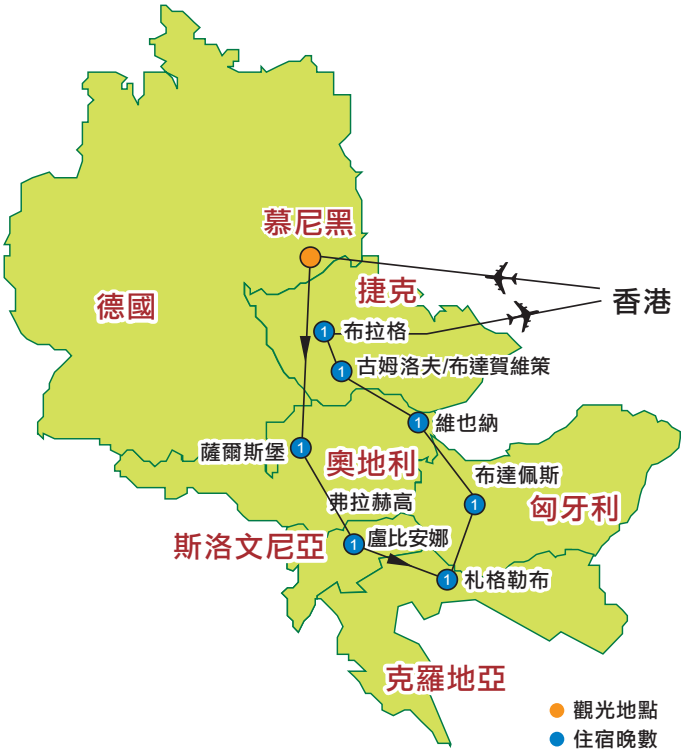 慕尼黑
捷克
德國
香港
1 布拉格
1 古姆洛夫/布達賀維策
1 維也納
薩爾斯堡 1
奧地利
布達佩斯
1
弗拉赫高
匈牙利
斯洛文尼亞
1 盧比安娜
1 札格勒布
克羅地亞
觀光地點
住宿晚數